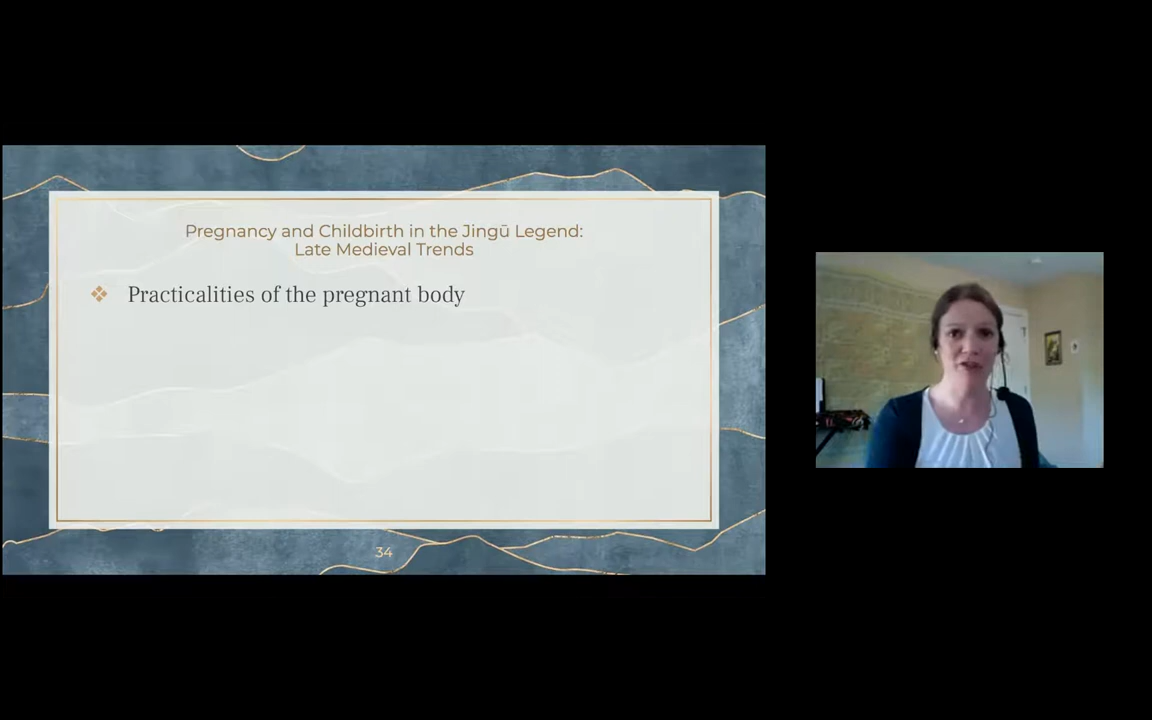 Pregnancy and Childbirth in the Jingū Legend:
Late Medieval Trends
❖ Practicalities of the pregnant body
34